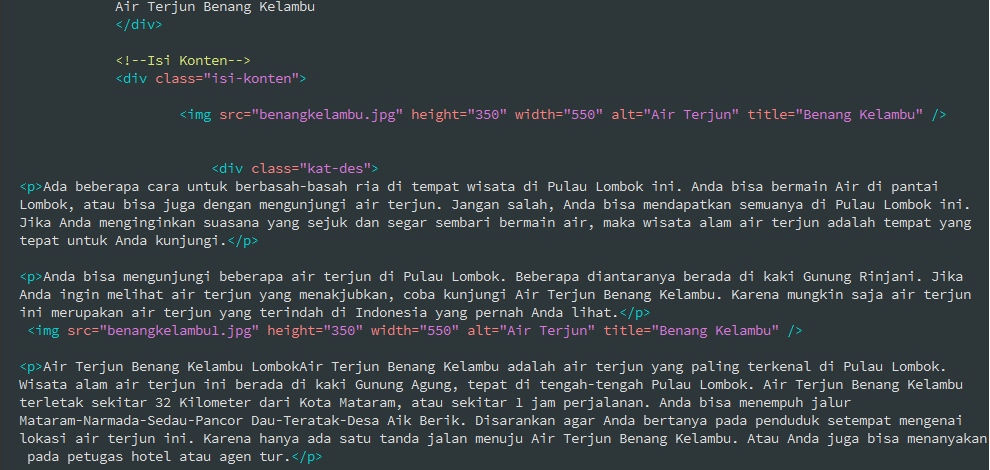 Air Terjun Benang Kelambu
</div>
<!--Isi Konten-->
<div class="isi-konten">
<img src="benangkelambu.jpg" height="350" width="550" alt="Air Terjun" title="Benang Kelambu" />
<div class="kat-des">
<p>Ada beberapa cara untuk berbasah-basah ria di tempat wisata di Pulau Lombok ini. Anda bisa bermain Air di pantai
Lombok, atau bisa juga dengan mengunjungi air terjun. Jangan salah, Anda bisa mendapatkan semuanya di Pulau Lombok ini.
Jika Anda menginginkan suasana yang sejuk dan segar sembari bermain air, maka wisata alam air terjun adalah tempat yang
tepat untuk Anda kunjungi.</p>
<p>Anda bisa mengunjungi beberapa air terjun di Pulau Lombok. Beberapa diantaranya berada di kaki Gunung Rinjani. Jika
Anda ingin melihat air terjun yang menakjubkan, coba kunjungi Air Terjun Benang Kelambu. Karena mungkin saja air terjun
ini merupakan air terjun yang terindah di Indonesia yang pernah Anda lihat.</p>
<img src="benangkelambu1.jpg" height="350" width="550" alt="Air Terjun" title="Benang Kelambu" />
<p>Air Terjun Benang Kelambu LombokAir Terjun Benang Kelambu adalah air terjun yang paling terkenal di Pulau Lombok.
Wisata alam air terjun ini berada di kaki Gunung Agung, tepat di tengah-tengah Pulau Lombok. Air Terjun Benang Kelambu
terletak sekitar 32 Kilometer dari Kota Mataram, atau sekitar 1 jam perjalanan. Anda bisa menempuh jalur
Mataram-Narmada-Sedau-Pancor Dau-Teratak-Desa Aik Berik. Disarankan agar Anda bertanya pada penduduk setempat mengenai
lokasi air terjun ini. Karena hanya ada satu tanda jalan menuju Air Terjun Benang Kelambu. Atau Anda juga bisa menanyakan
pada petugas hotel atau agen tur.</p>